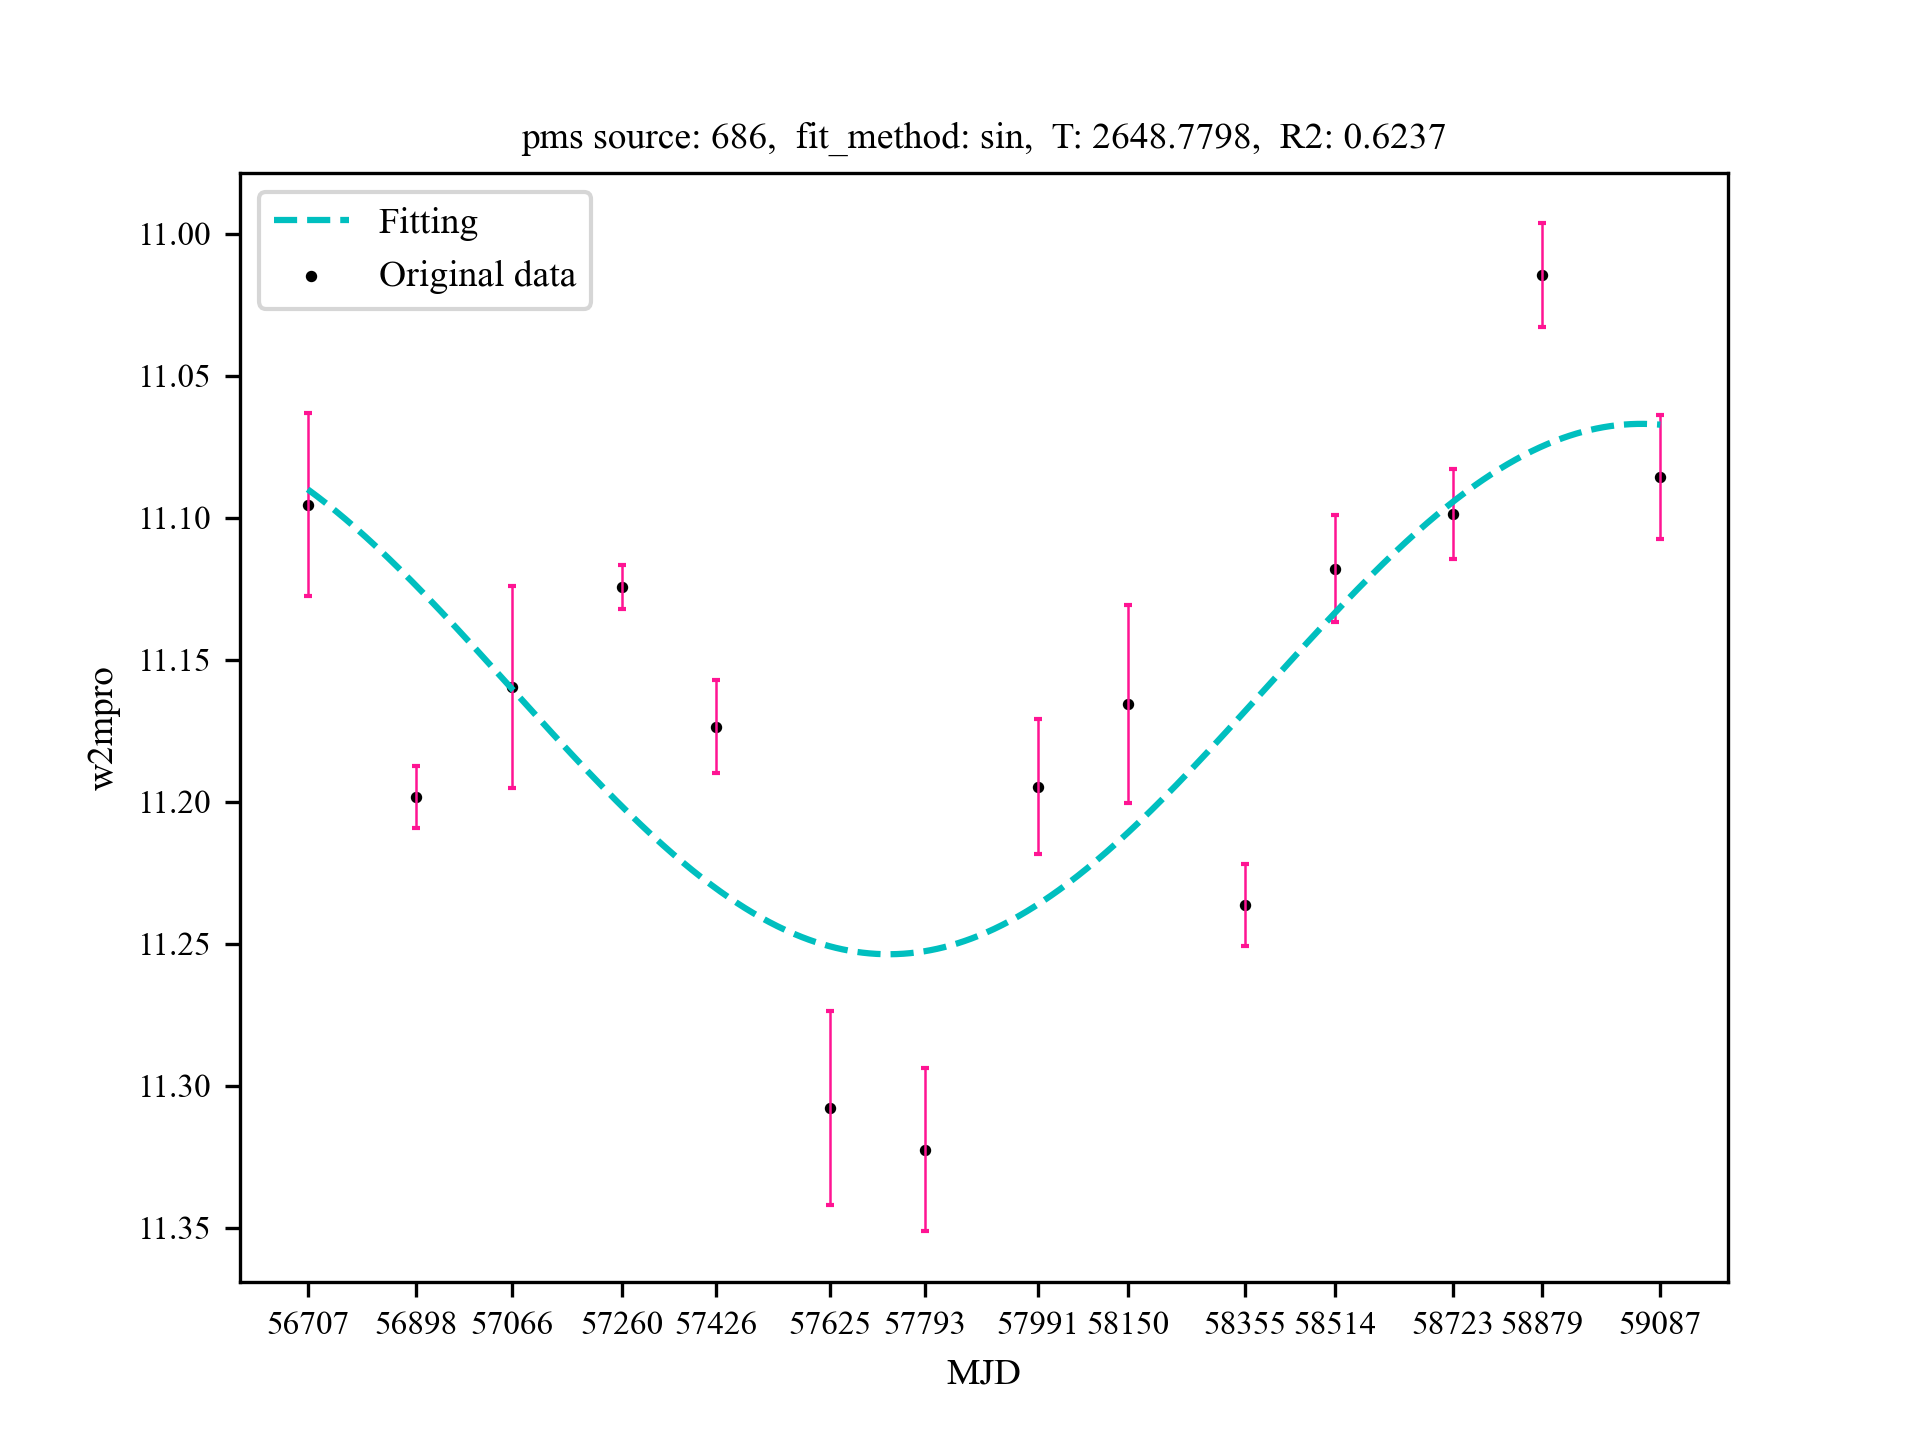 pms source: 686,  fit_method: sin,  T: 2648.7798,  R2: 0.6237
Fitting
Original data
11.00
11.05
11.10
11.15
11.20
11.25
11.30
11.35
w2mpro
56707 56898 57066 57260 57426 57625 57793 57991 58150 58355 58514 58723 58879 59087
MJD